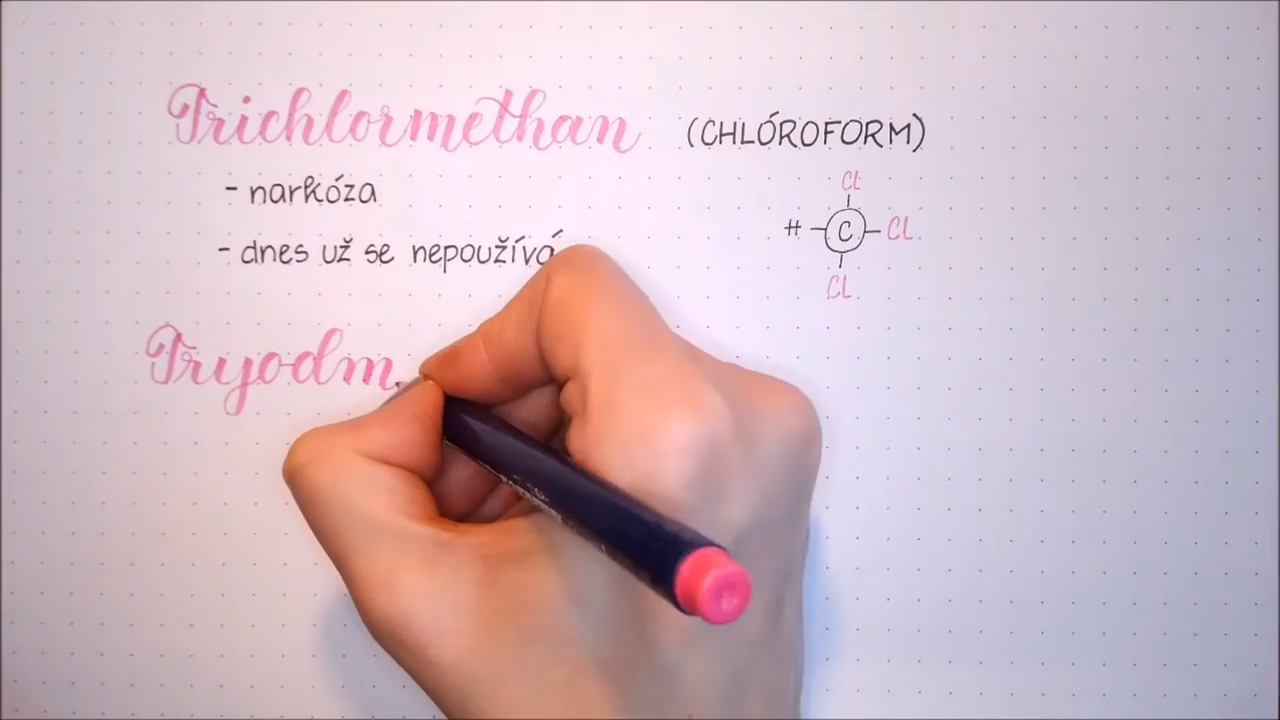 Trichlormethan (CHLÓROFORM)
- narkóza
- dnes už se nepoužívá
Tryodm
Cl
H C Cl
Cl